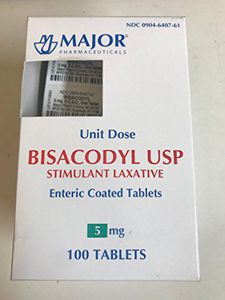 NDC 0904-6407-61
MAJOR®
PHARMACEUTICALS
BISACODYL
Unit Dose
BISACODYL USP
STIMULANT LAXATIVE
Enteric Coated Tablets
5 mg
100 TABLETS